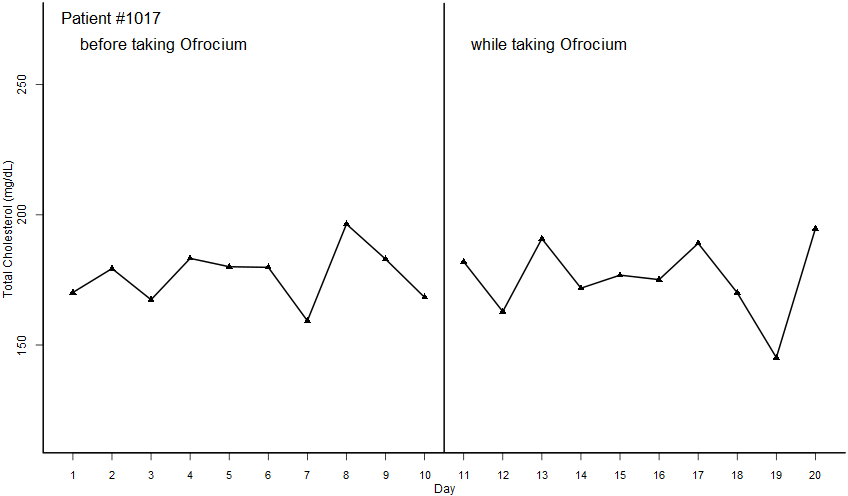 Patient #1017
before taking Ofrocium
while taking Ofrocium
Total Cholesterol (mg/dL)
250
200
150
1 2 3 4 5 6 7 8 9 10 11 12 13 14 15 16 17 18 19 20
Day